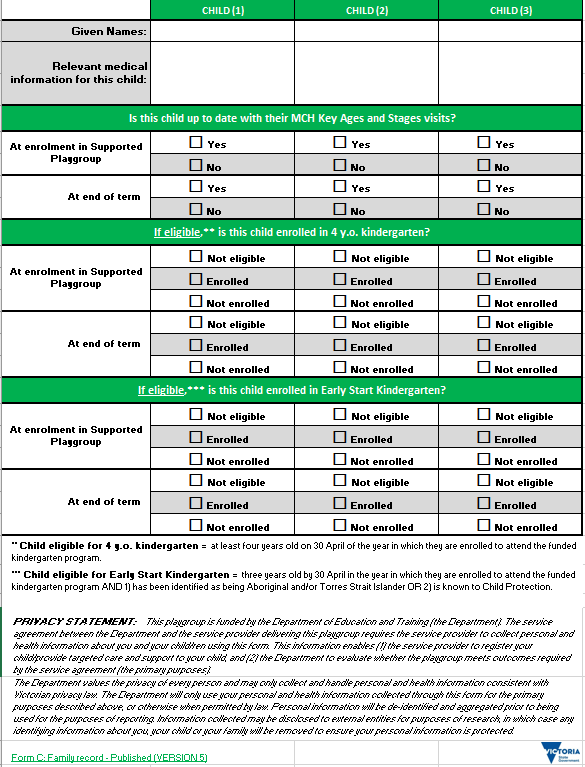 CHILD (1) CHILD (2) CHILD (3)
Given Names:
Relevant medical
information for this child:
Is this child up to date with their MCH Key Ages and Stages visits?
At enrolment in Supported
Playgroup
☐ Yes ☐ Yes ☐ Yes
☐ No ☐ No ☐ No
At end of term
☐ Yes ☐ Yes ☐ Yes
☐ No ☐ No ☐ No
If eligible,** is this child enrolled in 4 y.o. kindergarten?
At enrolment in Supported
Playgroup
☐ Not eligible ☐ Not eligible ☐ Not eligible
☐ Enrolled ☐ Enrolled ☐ Enrolled
☐ Not enrolled ☐ Not enrolled ☐ Not enrolled
At end of term
☐ Not eligible ☐ Not eligible ☐ Not eligible
☐ Enrolled ☐ Enrolled ☐ Enrolled
☐ Not enrolled ☐ Not enrolled ☐ Not enrolled
If eligible,*** is this child enrolled in Early Start Kindergarten?
At enrolment in Supported
Playgroup
☐ Not eligible ☐ Not eligible ☐ Not eligible
☐ Enrolled ☐ Enrolled ☐ Enrolled
☐ Not enrolled ☐ Not enrolled ☐ Not enrolled
At end of term
☐ Not eligible ☐ Not eligible ☐ Not eligible
☐ Enrolled ☐ Enrolled ☐ Enrolled
☐ Not enrolled ☐ Not enrolled ☐ Not enrolled
** Child eligible for 4 y.o. kindergarten = at least four years old on 30 April of the year in which they are enrolled to attend the funded
kindergarten program.
*** Child eligible for Early Start Kindergarten = three years old by 30 April in the year in which they are enrolled to attend the funded
kindergarten program AND 1) has been identified as being Aboriginal and/or Torres Strait Islander OR 2) is known to Child Protection.
PRIVACY STATEMENT: This playgroup is funded by the Department of Education and Training (the Department). The service
agreement between the Department and the service provider delivering this playgroup requires the service provider to collect personal and
health information about you and your child/ren using this form. This information enables (1) the service provider to register your
child/provide targeted care and support to your child, and (2) the Department to evaluate whether the playgroup meets outcomes required
by the service agreement (the primary purposes).
The Department values the privacy of every person and may only collect and handle personal and health information consistent with
Victorian privacy law. The Department will only use your personal and health information collected through this form for the primary
purposes described above, or otherwise when permitted by law. Personal information will be de-identified and aggregated prior to being
used for the purposes of reporting. Information collected may be disclosed to external entities for purposes of research, in which case any
identifying information about you, your child or your family will be removed to ensure your personal information is protected.
Form C: Family record - Published (VERSION 5)
VICTORIA
State
Government